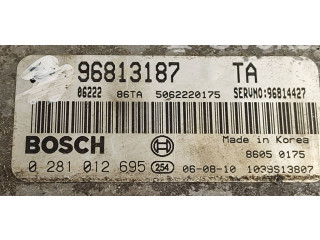 96813187 TA
06222 86TA 5062220175 SERVNO:96814427
BOSCH
Made in Korea
8605 0175
0 281 012 695 254 06-08-10 1039S13807